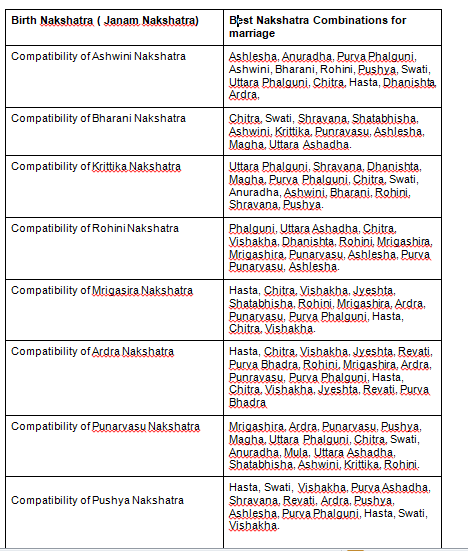 Birth Nakshatra ( Janam Nakshatra)
Best Nakshatra Combinations for
marriage
Compatibility of Ashwini Nakshatra
Ashlesha, Anuradha, Purva Phalguni,
Ashwini, Bharani, Rohini, Pushya, Swati,
Uttara Phalguni, Chitra, Hasta, Dhanishta,
Ardra,
Compatibility of Bharani Nakshatra
Chitra, Swati, Shravana, Shatabhisha,
Ashwini, Krittika, Punravasu, Ashlesha,
Magha, Uttara Ashadha.
Compatibility of Krittika Nakshatra
Uttara Phalguni, Shravana, Dhanishta,
Magha, Purva Phalguni, Chitra, Swati,
Anuradha, Ashwini, Bharani, Rohini,
Shravana, Pushya.
Compatibility of Rohini Nakshatra
Phalguni, Uttara Ashadha, Chitra,
Vishakha, Dhanishta, Rohini, Mrigashira,
Mrigashira, Punarvasu, Ashlesha, Purva
Punarvasu, Ashlesha.
Compatibility of Mrigasira Nakshatra
Hasta, Chitra, Vishakha, Jyeshta,
Shatabhisha, Rohini, Mrigashira, Ardra,
Punarvasu, Purva Phalguni, Hasta,
Chitra, Vishakha.
Compatibility of Ardra Nakshatra
Hasta, Chitra, Vishakha, Jyeshta, Revati,
Purva Bhadra, Rohini, Mrigashira, Ardra,
Punravasu, Purva Phalguni, Hasta,
Chitra, Vishakha, Jyeshta, Revati, Purva
Bhadra
Compatibility of Punarvasu Nakshatra
Mrigashira, Ardra, Punarvasu, Pushya,
Magha, Uttara Phalguni, Chitra, Swati,
Anuradha, Mula, Uttara Ashadha,
Shatabhisha, Ashwini, Krittika, Rohini.
Compatibility of Pushya Nakshatra
Hasta, Swati, Vishakha, Purva Ashadha,
Shravana, Revati, Ardra, Pushya,
Ashlesha, Purva Phalguni, Hasta, Swati,
Vishakha.